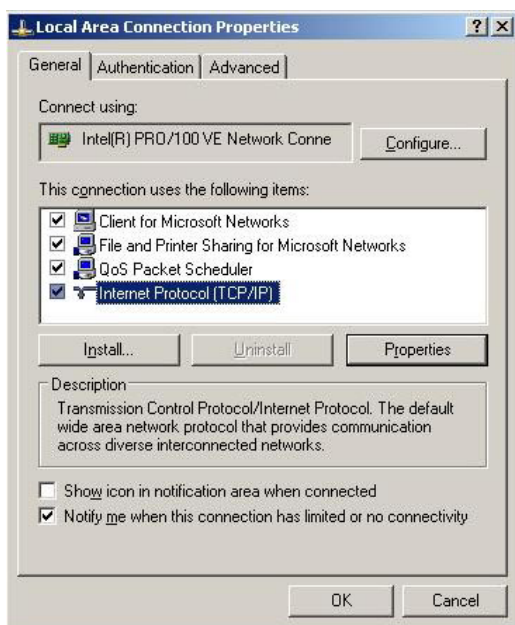 Local Area Connection Properties
General Authentication Advanced
Connect using:
Intel(R) PRO/100 VE Network Conne Configure...
This connection uses the following items:
Client for Microsoft Networks
File and Printer Sharing for Microsoft Networks
QoS Packet Scheduler
Internet Protocol (TCP/IP)
Install... Uninstall Properties
Description
Transmission Control Protocol/Internet Protocol. The default
wide area network protocol that provides communication
across diverse interconnected networks.
Show icon in notification area when connected
Notify me when this connection has limited or no connectivity
OK Cancel